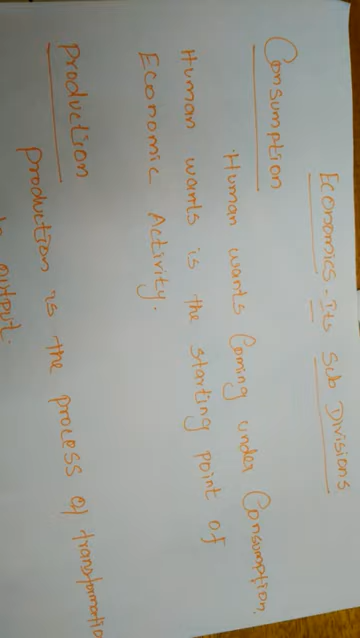 Economics - Its Sub Divisions
Consumption
Human wants Coming under Consumption.
Human wants is the starting point of
Economic Activity.
Production
Production is the process of transformatio
output.